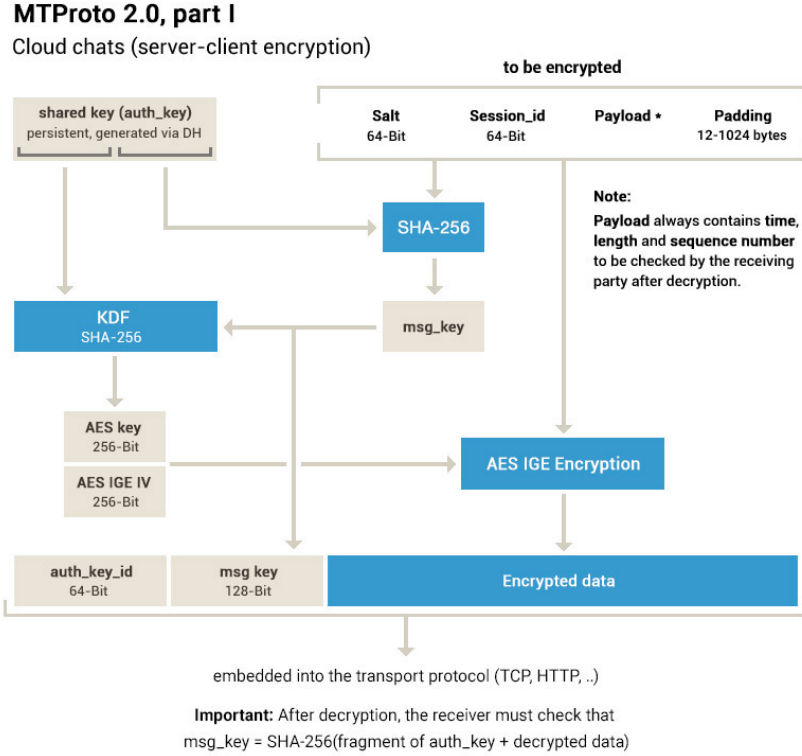 MTProto 2.0, part I
Cloud chats (server-client encryption)
to be encrypted
shared key (auth_key)
persistent, generated via DH
Salt
64-Bit
Session_id
64-Bit
Payload *
Padding
12-1024 bytes
SHA-256
Note:
Payload always contains time,
length and sequence number
to be checked by the receiving
party after decryption.
KDF
SHA-256
msg_key
AES key
256-Bit
AES IGE IV
256-Bit
AES IGE Encryption
auth_key_id
64-Bit
msg key
128-Bit
Encrypted data
embedded into the transport protocol (TCP, HTTP, ..)
Important: After decryption, the receiver must check that
msg_key = SHA-256(fragment of auth_key + decrypted data)